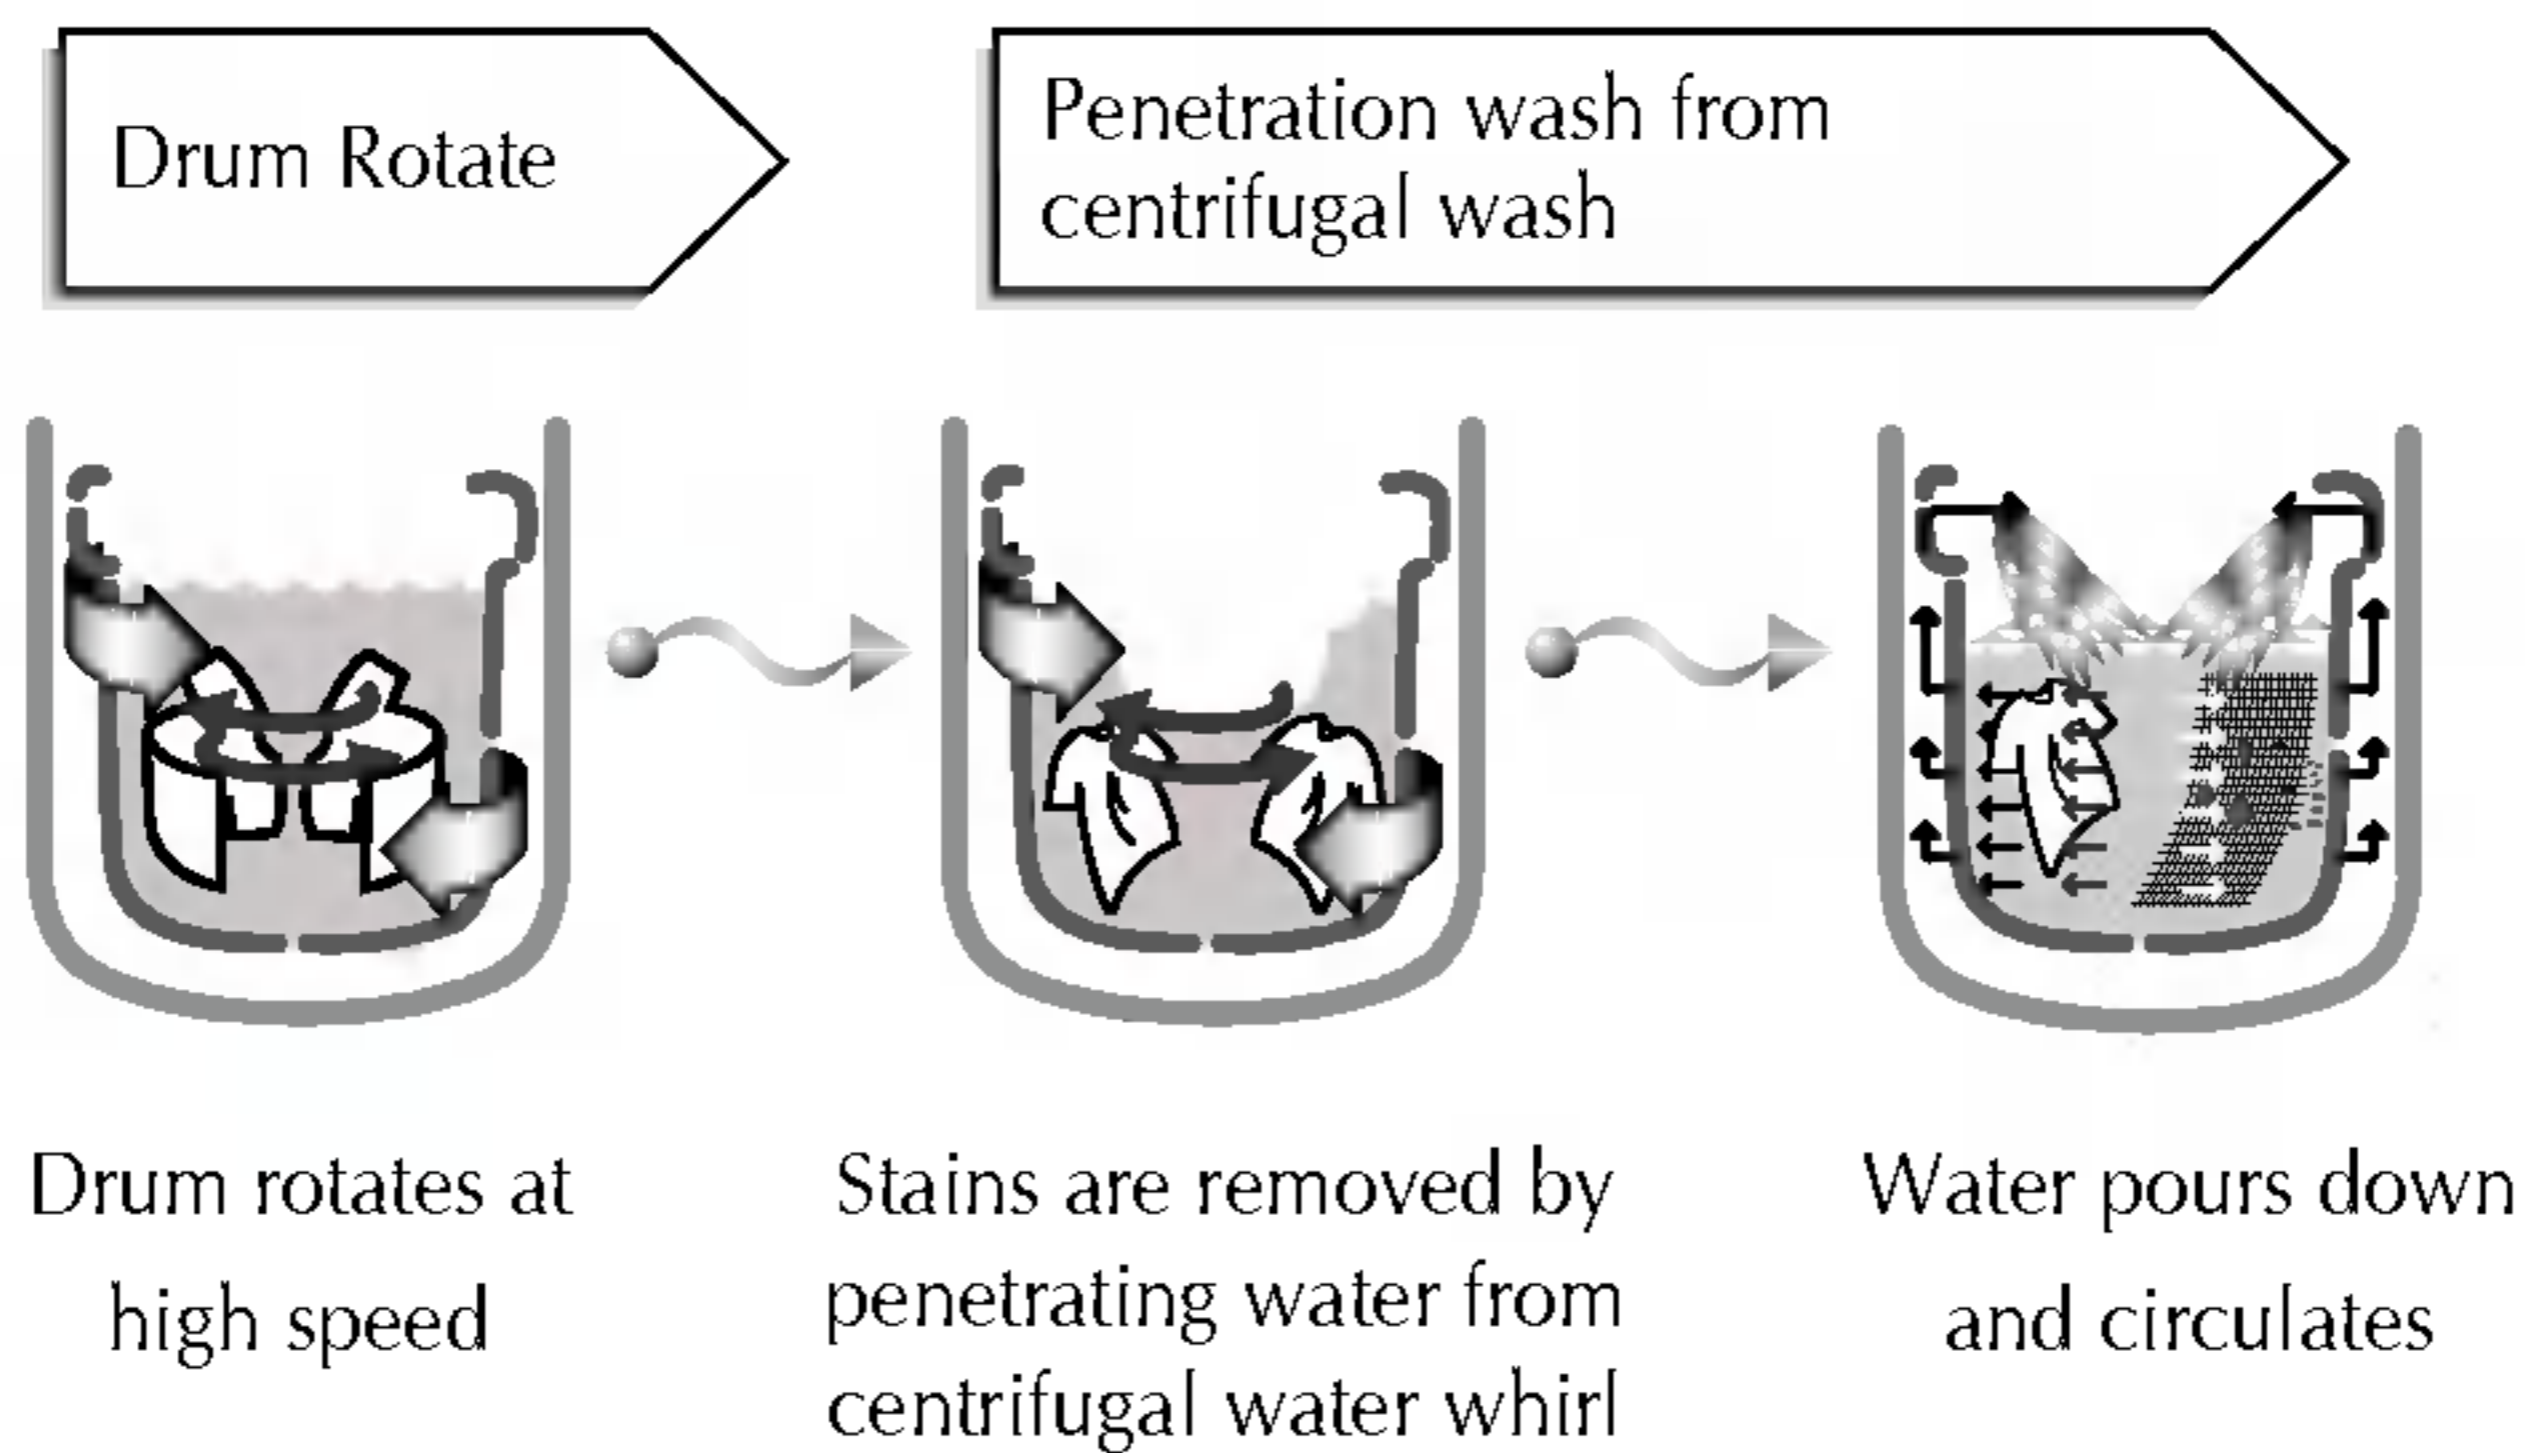 Drum Rotate
Penetration wash from
centrifugal wash
Drum rotates at
high speed
Stains are removed by
penetrating water from
centrifugal water whirl
Water pours down
and circulates